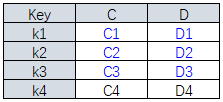 Key C D
k1 C1 D1
k2 C2 D2
k3 C3 D3
k4 C4 D4